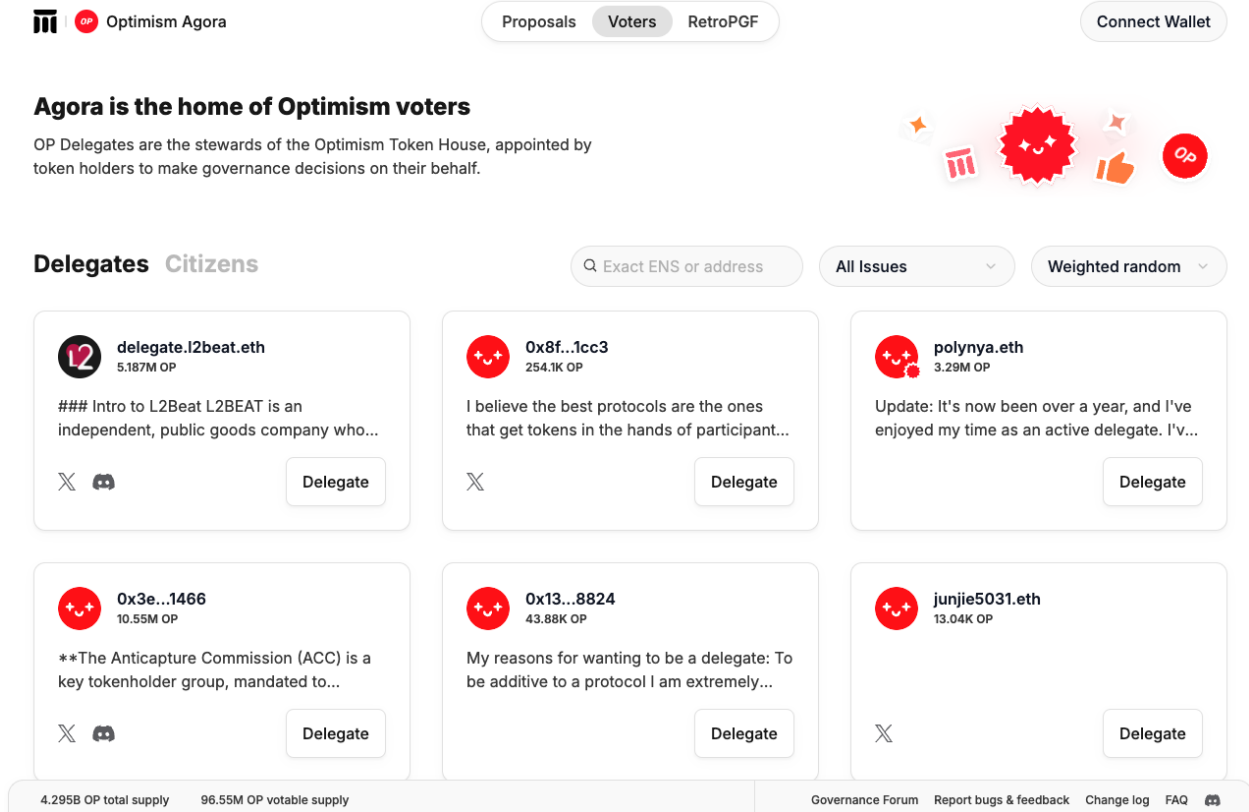 OP Optimism Agora
Proposals Voters RetroPGF
Connect Wallet
Agora is the home of Optimism voters
OP Delegates are the stewards of the Optimism Token House, appointed by
token holders to make governance decisions on their behalf.
OP
Delegates Citizens
Exact ENS or address
All Issues
Weighted random
L2
delegate.l2beat.eth
5.187M OP
### Intro to L2Beat L2BEAT is an
independent, public goods company who...
Delegate
0x8f...1cc3
254.1K OP
I believe the best protocols are the ones
that get tokens in the hands of participant...
Delegate
polynya.eth
3.29M OP
Update: It's now been over a year, and I've
enjoyed my time as an active delegate. I'v...
Delegate
0x3e...1466
10.55M OP
**The Anticapture Commission (ACC) is a
key tokenholder group, mandated to...
Delegate
0x13...8824
43.88K OP
My reasons for wanting to be a delegate: To
be additive to a protocol I am extremely...
Delegate
junjie5031.eth
13.04K OP
Delegate
4.295B OP total supply 96.55M OP votable supply
Governance Forum Report bugs & feedback Change log FAQ